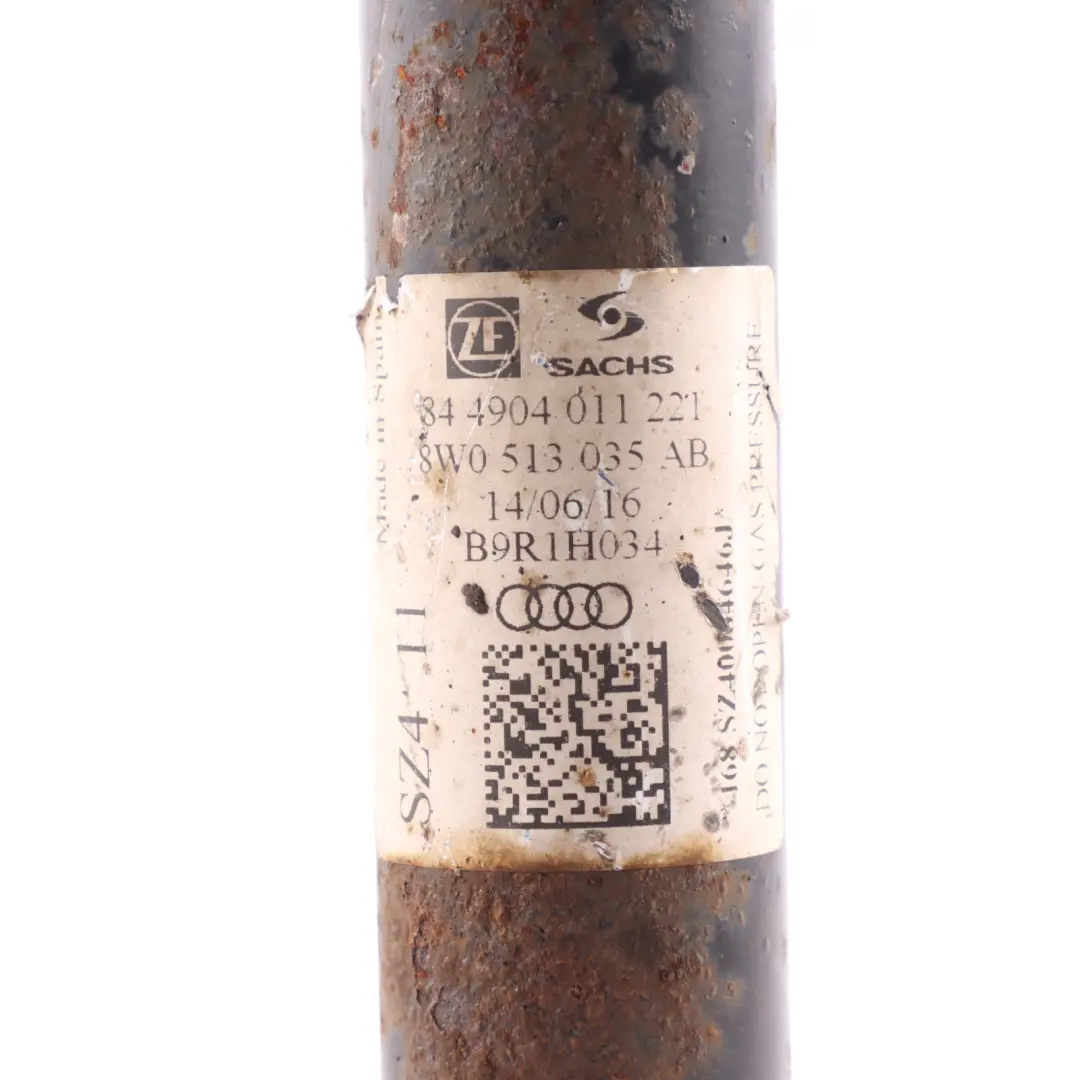 ZF
SACHS
84 4904 011 221
8W0 513 035 AB
14/06/16
B9R1H034
Made in Spain
SZ4 - 11
DO NOT OPEN GAS PRESSURE